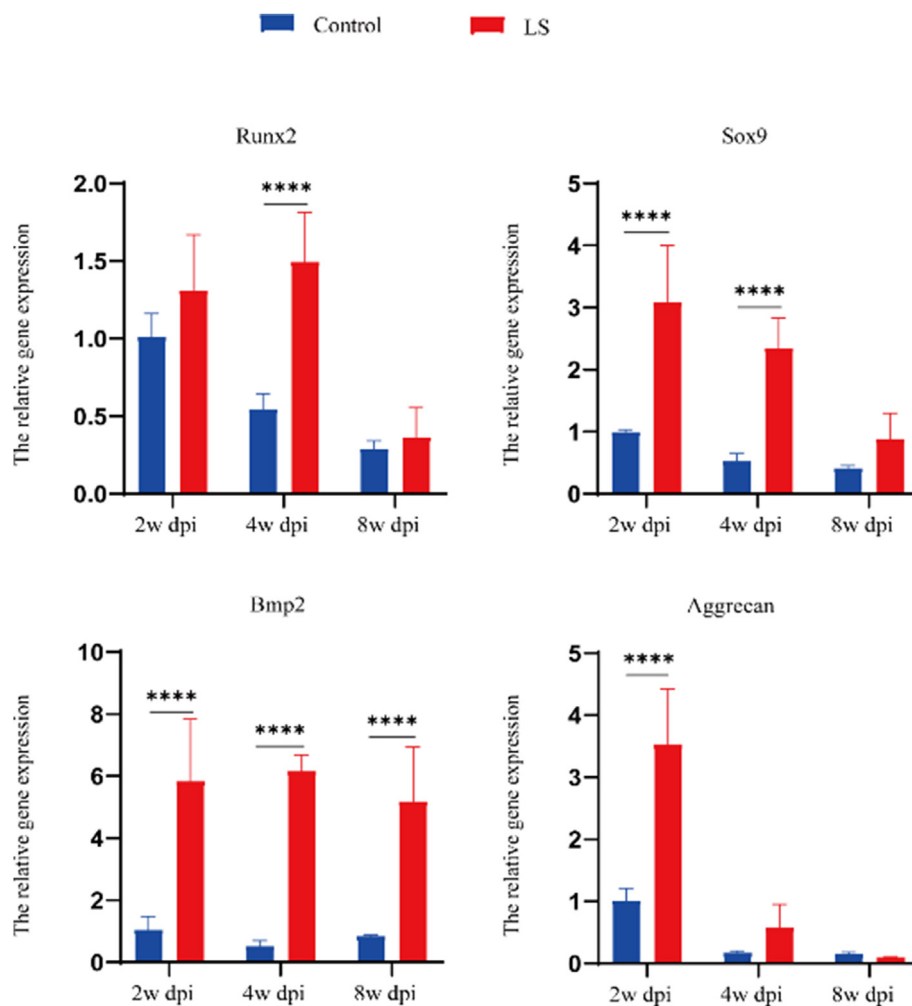 Control LS
Runx2
The relative gene expression
2.0
1.5
1.0
0.5
0.0
****
2w dpi 4w dpi 8w dpi
Sox9
The relative gene expression
5
4
3
2
1
0
****
****
2w dpi 4w dpi 8w dpi
Bmp2
The relative gene expression
10
8
6
4
2
0
****
****
****
2w dpi 4w dpi 8w dpi
Aggrecan
The relative gene expression
5
4
3
2
1
0
****
2w dpi 4w dpi 8w dpi